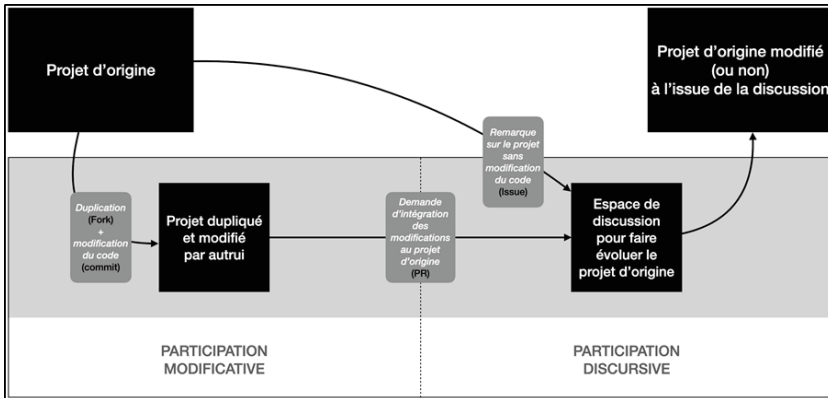 Projet d'origine
Projet d'origine modifié
(ou non)
à l'issue de la discussion
Remarque
sur le projet
sans
modification
du code
(Issue)
Duplication
(Fork)
+
modification
du code
(commit)
Projet dupliqué
et modifié
par autrui
Demande
d'intégration
des
modifications
au projet
d'origine
(PR)
Espace de
discussion
pour faire
évoluer le
projet d'origine
PARTICIPATION
MODIFICATIVE
PARTICIPATION
DISCURSIVE